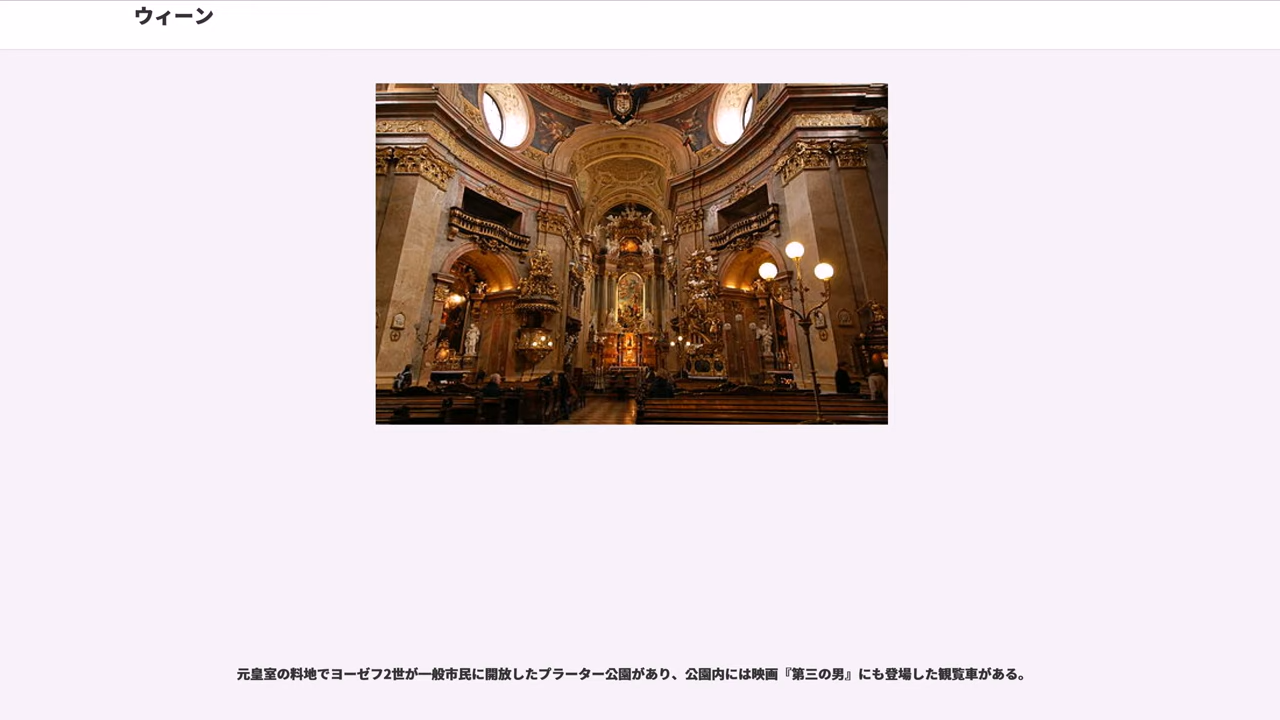 ウィーン
元皇室の料地でヨーゼフ2世が一般市民に開放したプラーター公園があり、公園内には映画『第三の男』にも登場した観覧車がある。